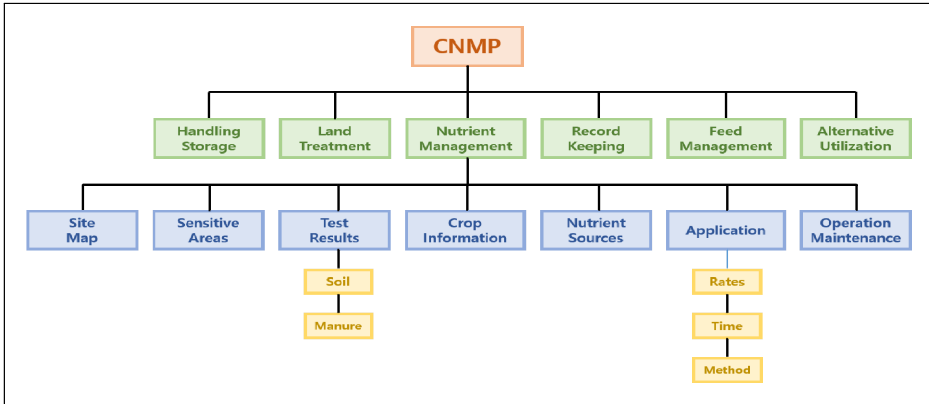 CNMP
Handling
Storage
Land
Treatment
Nutrient
Management
Record
Keeping
Feed
Management
Alternative
Utilization
Site
Map
Sensitive
Areas
Test
Results
Crop
Information
Nutrient
Sources
Application
Operation
Maintenance
Soil
Manure
Rates
Time
Method